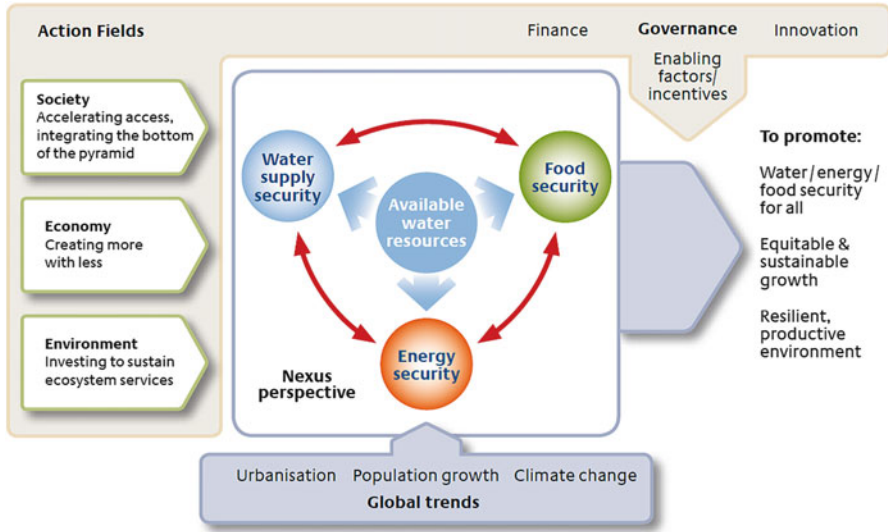 Action Fields
Finance
Governance
Innovation
Enabling
factors/
incentives
Society
Accelerating access,
integrating the bottom
of the pyramid
Economy
Creating more
with less
Environment
Investing to sustain
ecosystem services
Water
supply
security
Food
security
Available
water
resources
Energy
security
Nexus
perspective
To promote:
Water/energy/
food security
for all
Equitable &
sustainable
growth
Resilient,
productive
environment
Urbanisation
Population growth
Climate change
Global trends